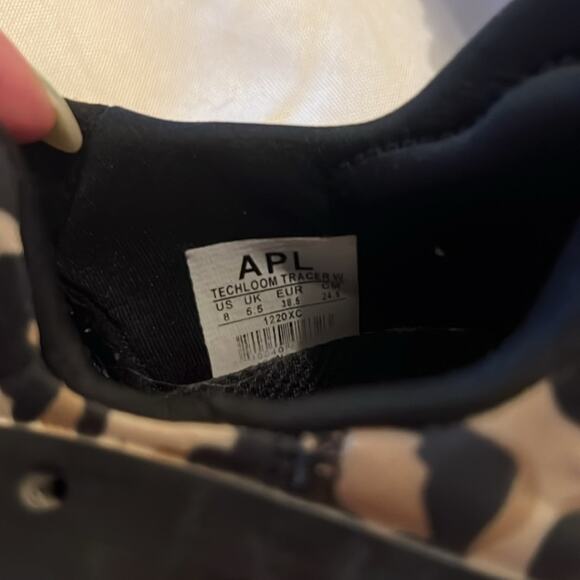 APL
TECHLOOM TRACER W
US UK EUR CM
8 5.5 38.5 24.5
1220XC